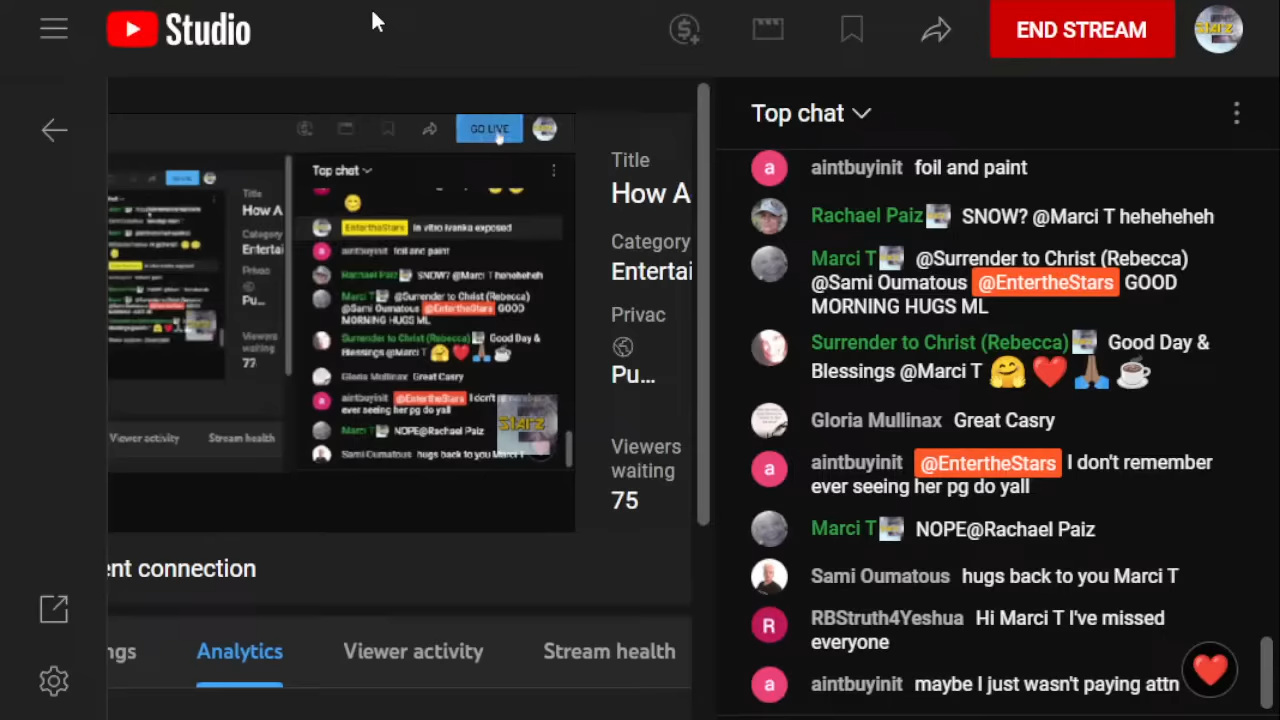 Studio
END STREAM
Starz
GO LIVE
Top chat
EntertheStars In vitro Ivanka exposed
aintbuyinit foil and paint
Rachael Paiz SNOW? @Marci T heheheheh
Marci T @Surrender to Christ (Rebecca)
@Sami Oumatous @EntertheStars GOOD
MORNING HUGS ML
Surrender to Christ (Rebecca) Good Day &
Blessings @Marci T
Gloria Mullinax Great Casry
aintbuyinit @EntertheStars I don't remember
ever seeing her pg do yall
Marci T NOPE@Rachael Paiz
Sami Oumatous hugs back to you Marci T
Starz
Title
How A
Category
Entertai
Privac
Pu...
Viewers
waiting
77
Viewer activity
Stream health
Title
How A
Category
Entertai
Privac
Pu...
Viewers
waiting
75
ent connection
ngs
Analytics
Viewer activity
Stream health
Top chat
aintbuyinit foil and paint
Rachael Paiz SNOW? @Marci T heheheheh
Marci T @Surrender to Christ (Rebecca)
@Sami Oumatous @EntertheStars GOOD
MORNING HUGS ML
Surrender to Christ (Rebecca) Good Day &
Blessings @Marci T
Gloria Mullinax Great Casry
aintbuyinit @EntertheStars I don't remember
ever seeing her pg do yall
Marci T NOPE@Rachael Paiz
Sami Oumatous hugs back to you Marci T
RBStruth4Yeshua Hi Marci T I've missed
everyone
aintbuyinit maybe I just wasn't paying attn